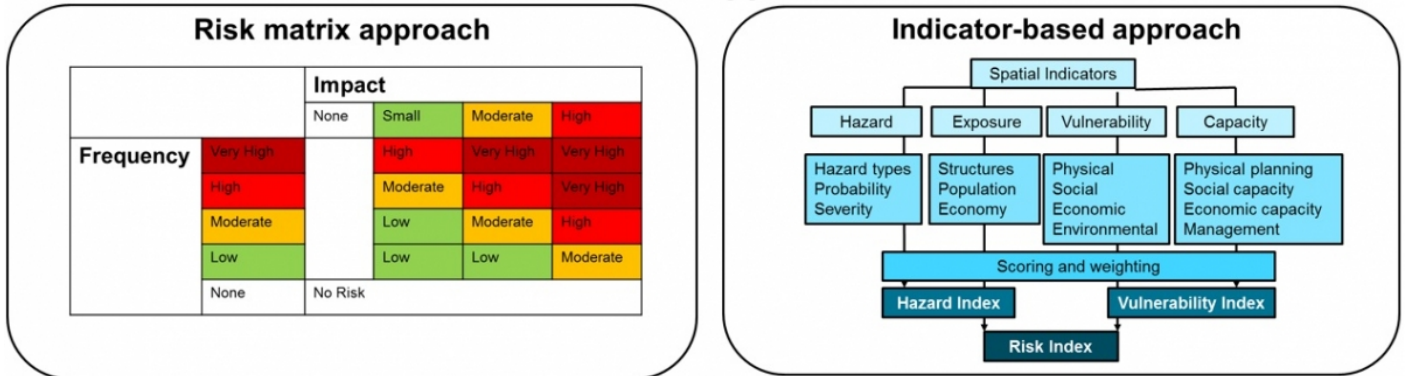 Risk matrix approach
Impact
None Small Moderate High
Frequency Very High High Very High Very High
High Moderate High Very High
Moderate Low Moderate High
Low Low Low Moderate
None No Risk
Indicator-based approach
Spatial Indicators
Hazard Exposure Vulnerability Capacity
Hazard types
Probability
Severity
Structures
Population
Economy
Physical
Social
Economic
Environmental
Physical planning
Social capacity
Economic capacity
Management
Scoring and weighting
Hazard Index Vulnerability Index
Risk Index